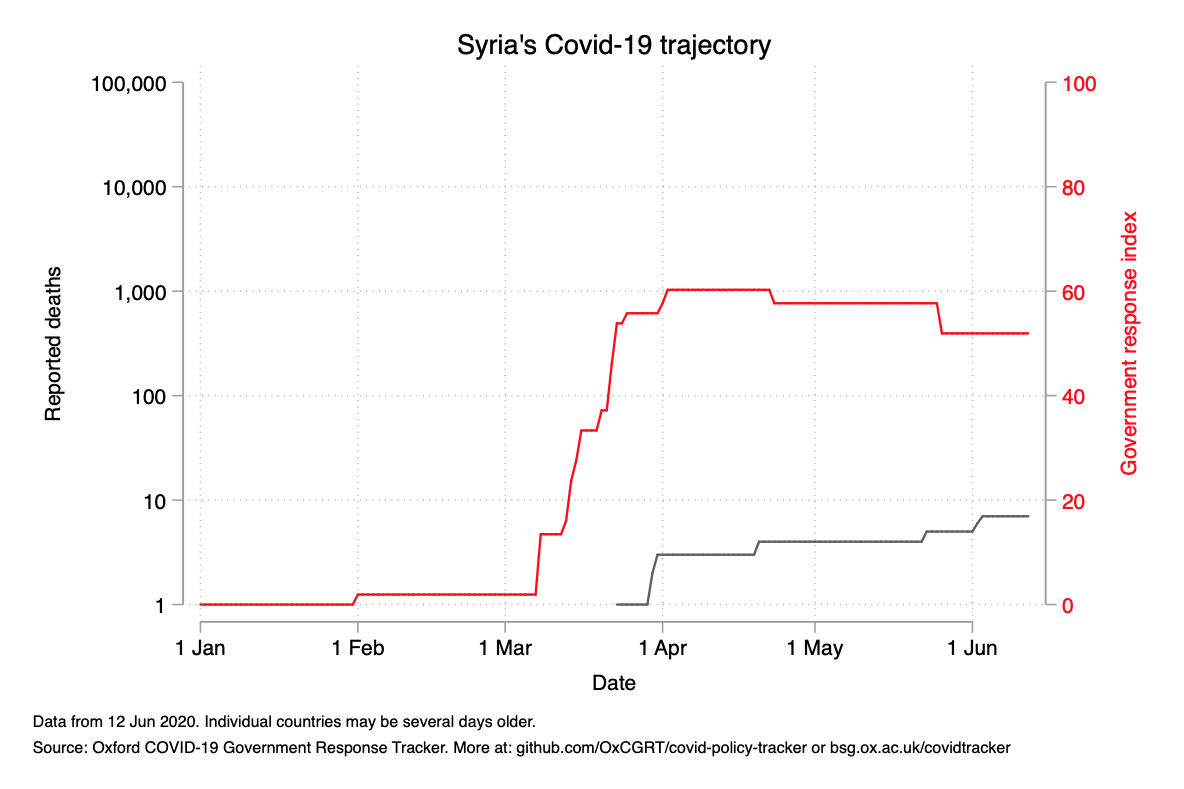 Syria's Covid-19 trajectory
100,000
10,000
1,000
100
10
1
Reported deaths
100
80
60
40
20
0
Government response index
1 Jan
1 Feb
1 Mar
1 Apr
1 May
1 Jun
Date
Data from 12 Jun 2020. Individual countries may be several days older.
Source: Oxford COVID-19 Government Response Tracker. More at: github.com/OxCGRT/covid-policy-tracker or bsg.ox.ac.uk/covidtracker